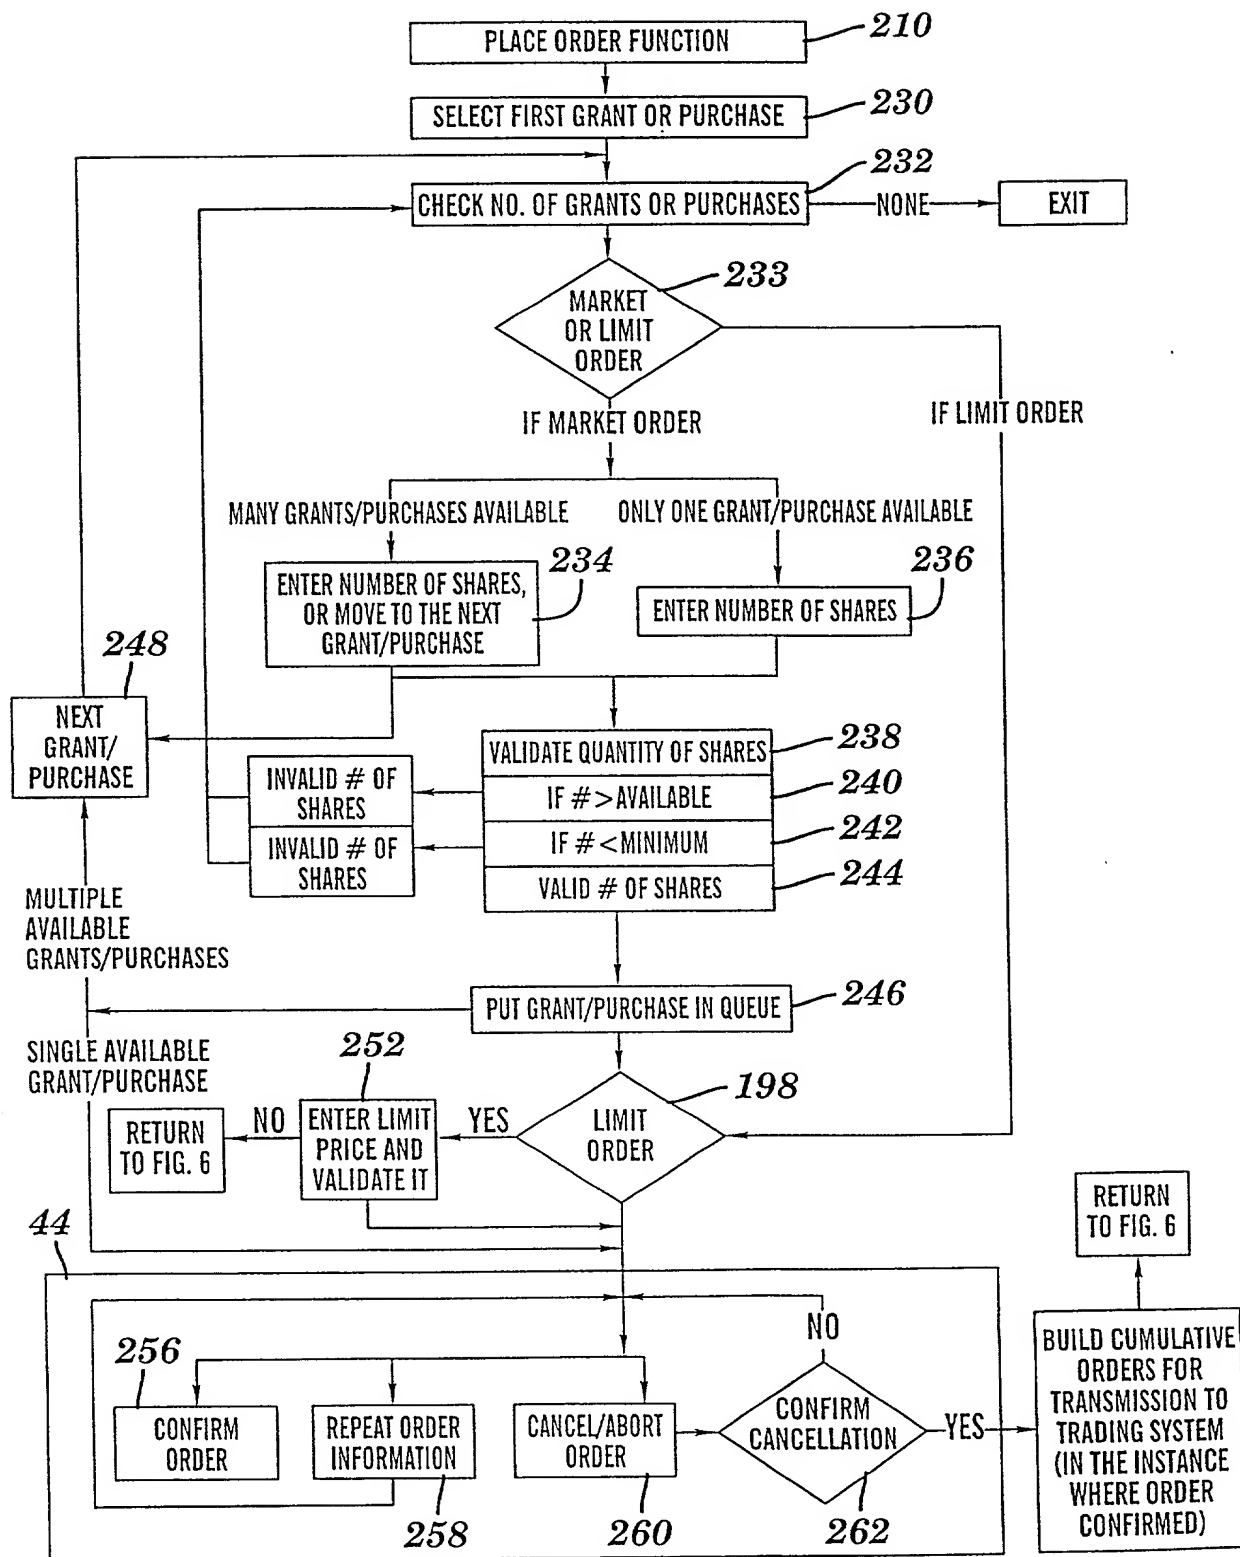 210
PLACE ORDER FUNCTION
230
SELECT FIRST GRANT OR PURCHASE
232
CHECK NO. OF GRANTS OR PURCHASES
NONE
EXIT
233
MARKET
OR LIMIT
ORDER
IF MARKET ORDER
IF LIMIT ORDER
MANY GRANTS/PURCHASES AVAILABLE
ONLY ONE GRANT/PURCHASE AVAILABLE
234
ENTER NUMBER OF SHARES,
OR MOVE TO THE NEXT
GRANT/PURCHASE
236
ENTER NUMBER OF SHARES
248
NEXT
GRANT/
PURCHASE
238
VALIDATE QUANTITY OF SHARES
INVALID # OF
SHARES
240
IF #>AVAILABLE
INVALID # OF
SHARES
242
IF #<MINIMUM
244
VALID # OF SHARES
MULTIPLE
AVAILABLE
GRANTS/PURCHASES
246
PUT GRANT/PURCHASE IN QUEUE
SINGLE AVAILABLE
GRANT/PURCHASE
252
198
RETURN
TO FIG. 6
NO
ENTER LIMIT
PRICE AND
VALIDATE IT
YES
LIMIT
ORDER
44
RETURN
TO FIG. 6
256
CONFIRM
ORDER
REPEAT ORDER
INFORMATION
258
CANCEL/ABORT
ORDER
260
NO
CONFIRM
CANCELLATION
262
YES
BUILD CUMULATIVE
ORDERS FOR
TRANSMISSION TO
TRADING SYSTEM
(IN THE INSTANCE
WHERE ORDER
CONFIRMED)